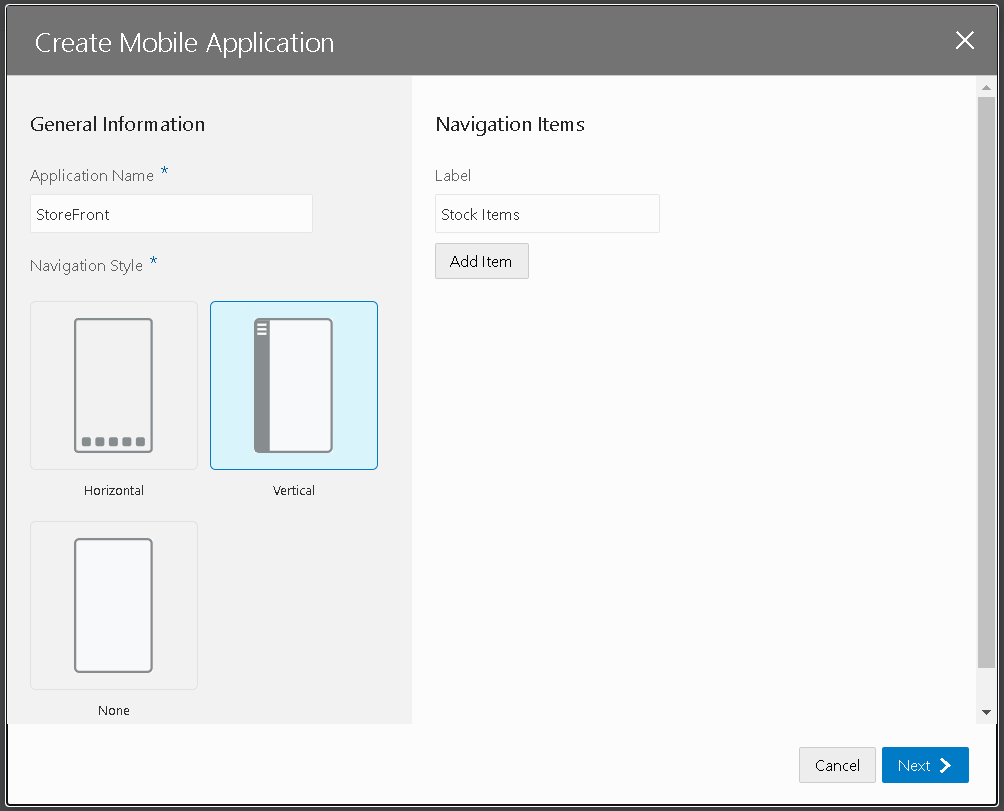 Create Mobile Application
General Information
Application Name *
StoreFront
Navigation Style *
Horizontal
Vertical
None
Navigation Items
Label
Stock Items
Add Item
Cancel
Next